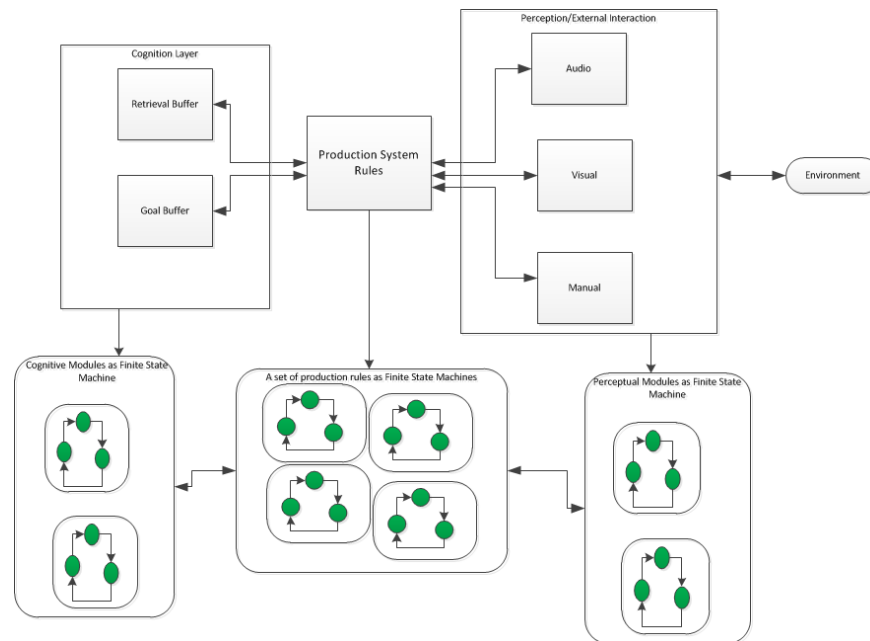 Perception/External Interaction
Cognition Layer
Audio
Retrieval Buffer
Production System
Rules
Visual
Environment
Goal Buffer
Manual
Cognitive Modules as Finite State
Machine
A set of production rules as Finite State Machines
Perceptual Modules as Finite State
Machine